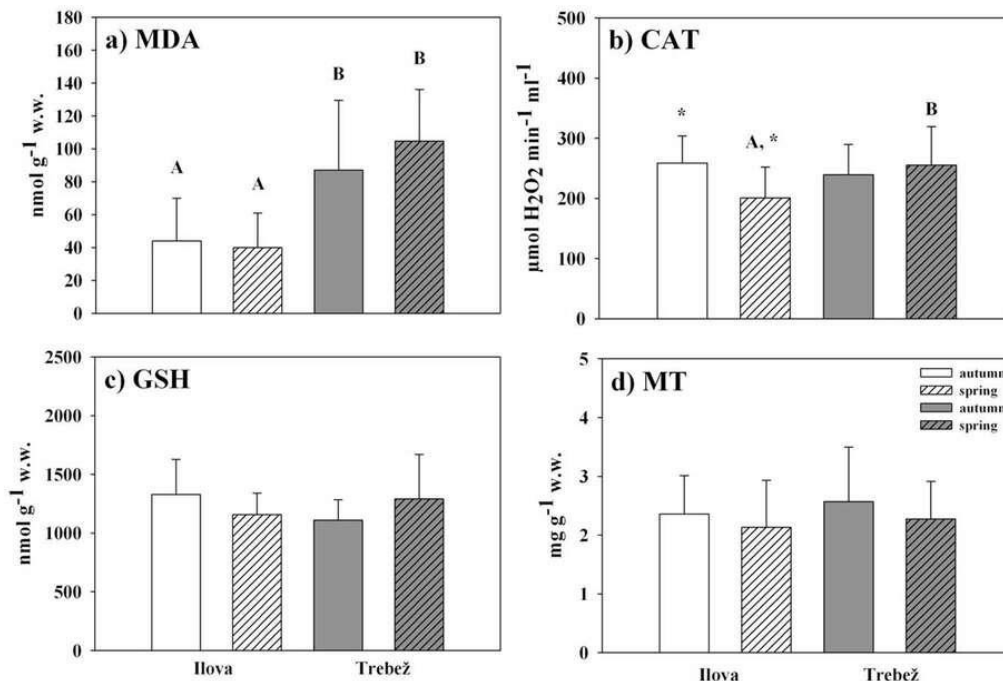 a) MDA
nmol g-1 w.w.
180
160
140
120
100
80
60
40
20
0
A
A
B
B
b) CAT
µmol H2O2 min-1 ml-1
500
400
300
200
100
0
*
A, *
B
c) GSH
nmol g-1 w.w.
2500
2000
1500
1000
500
0
Ilova
Trebež
d) MT
mg g-1 w.w.
5
4
3
2
1
0
autumn
spring
autumn
spring
Ilova
Trebež